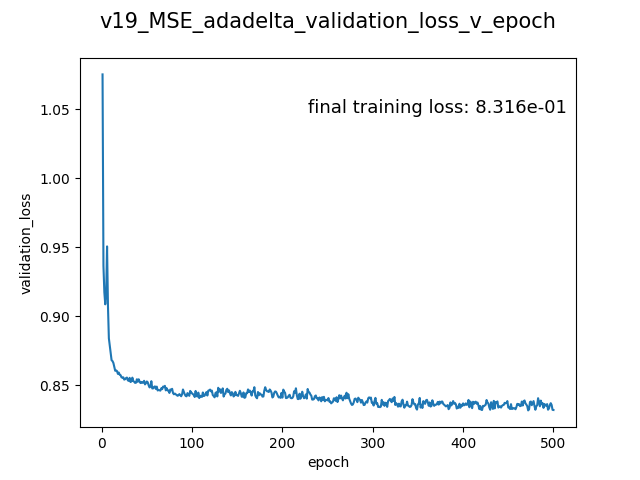 v19_MSE_adadelta_validation_loss_v_epoch
final training loss: 8.316e-01
1.05
1.00
0.95
0.90
0.85
validation_loss
0
100
200
300
400
500
epoch